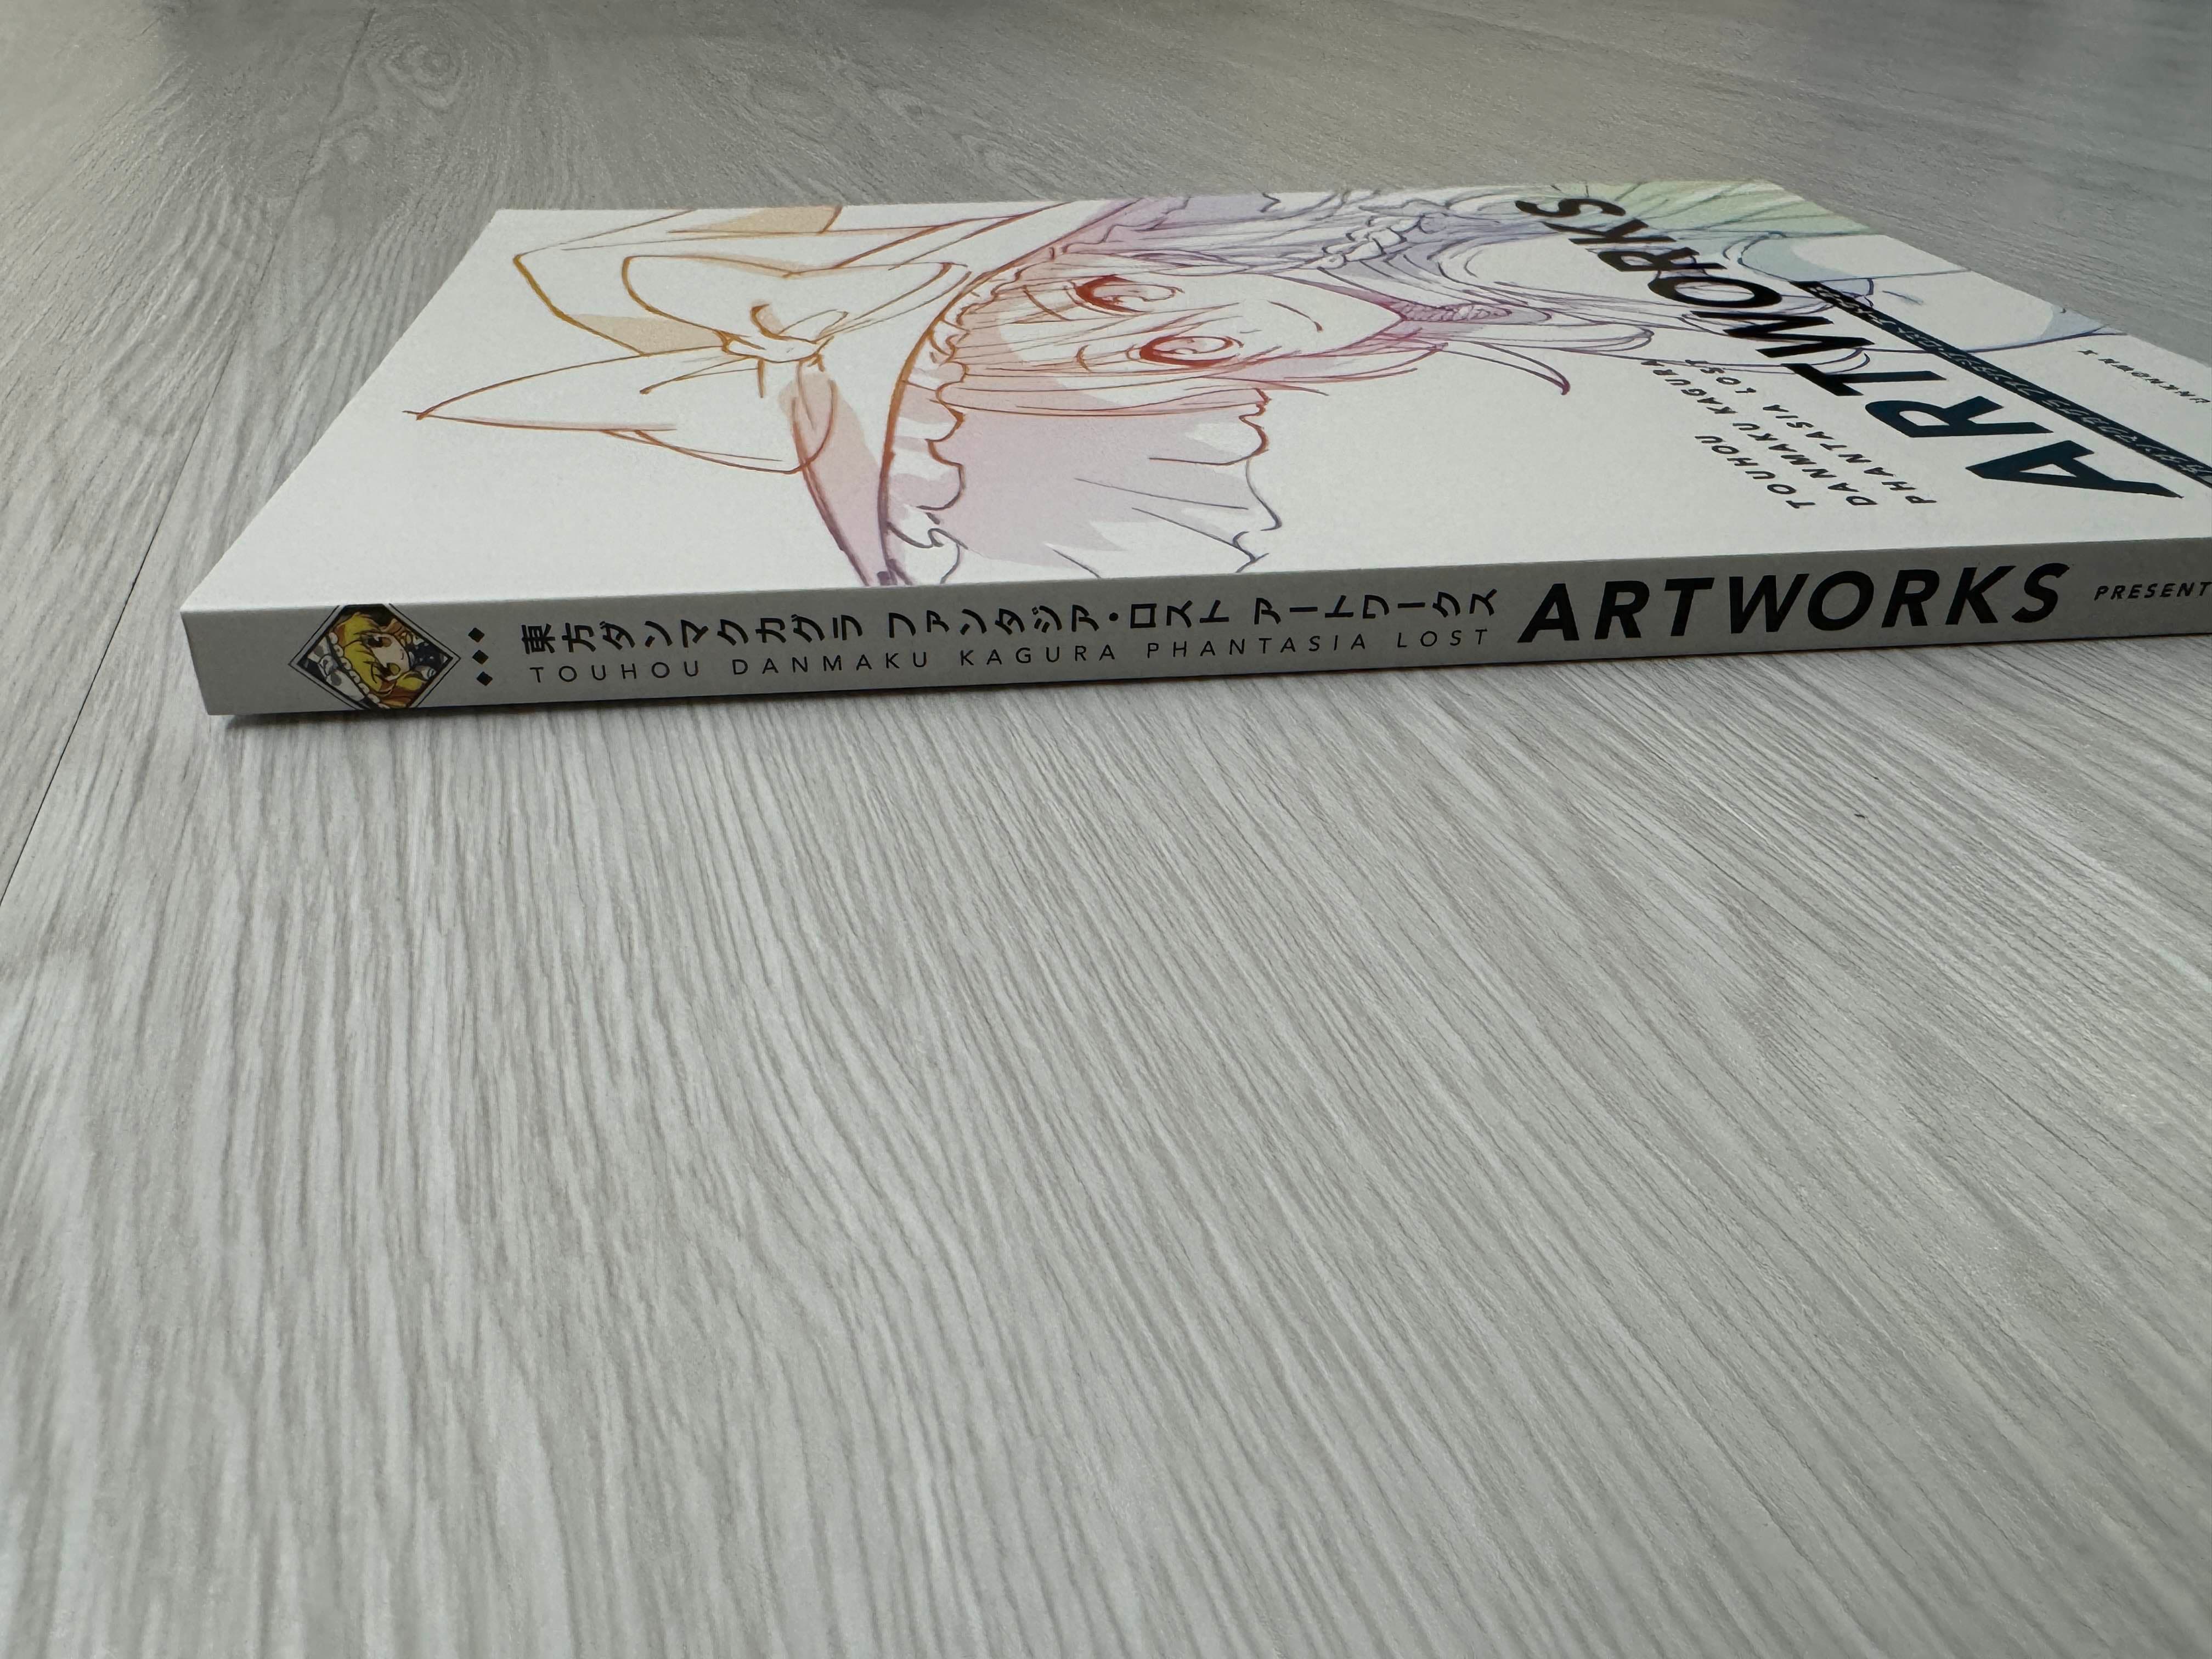 東方ダンマクカグラ ファンタジア・ロスト アートワークス
TOUHOU DANMAKU KAGURA PHANTASIA LOST
ARTWORKS
PRESENT
TOUHOU
DANMAKU KAGURA
PHANTASIA LOST
ARTWORKS
UNKNOWN X